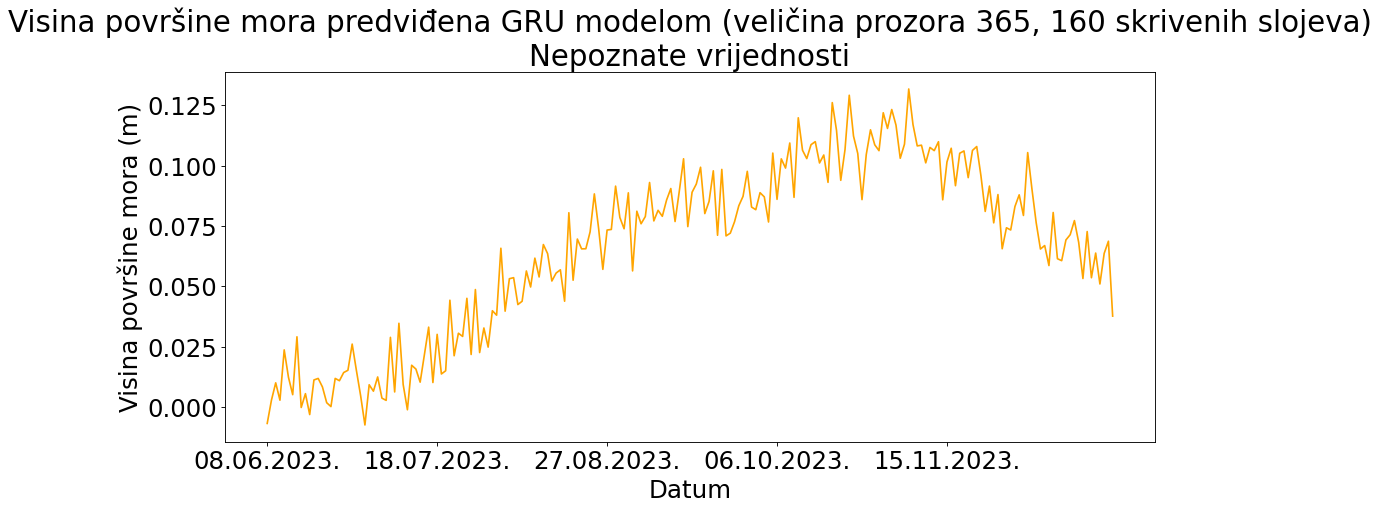 Visina površine mora predviđena GRU modelom (veličina prozora 365, 160 skrivenih slojeva)
Nepoznate vrijednosti
Visina površine mora (m)
0.125
0.100
0.075
0.050
0.025
0.000
08.06.2023. 18.07.2023. 27.08.2023. 06.10.2023. 15.11.2023.
Datum